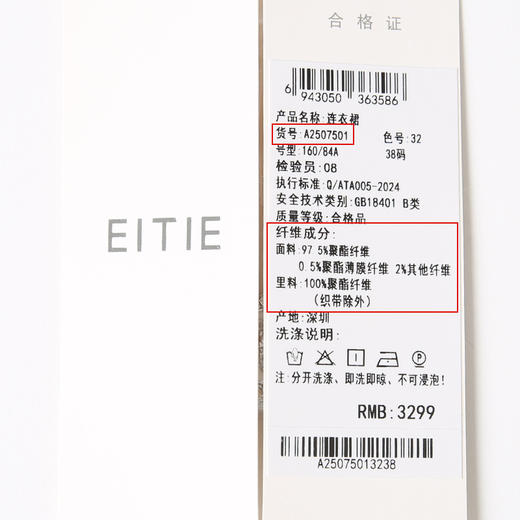 合格证
6 943050 363586
产品名称:连衣裙
货号:A2507501 色号:32
号型:160/84A 38码
检验员:08
执行标准:Q/ATA005-2024
安全技术类别:GB18401 B类
质量等级:合格品
纤维成分:
面料:97.5%聚酯纤维
0.5%聚酯薄膜纤维 2%其他纤维
里料:100%聚酯纤维
(织带除外)
产地:深圳
洗涤说明:
P
注:分开洗涤、即洗即晾、不可浸泡!
RMB:3299
A25075013238
EITIE